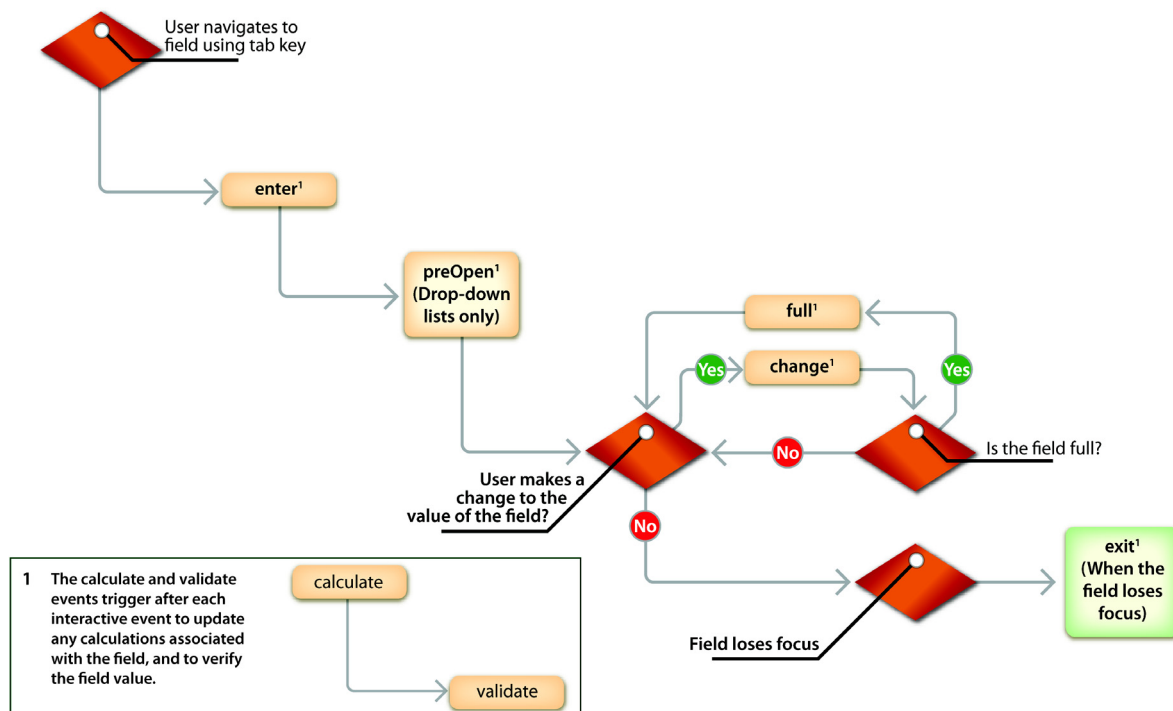 User navigates to
field using tab key
enter¹
preOpen¹
(Drop-down
lists only)
full¹
Yes
change¹
Yes
No
Is the field full?
User makes a
change to the
value of the field?
No
exit¹
(When the
field loses
focus)
Field loses focus
1 The calculate and validate
events trigger after each
interactive event to update
any calculations associated
with the field, and to verify
the field value.
calculate
validate